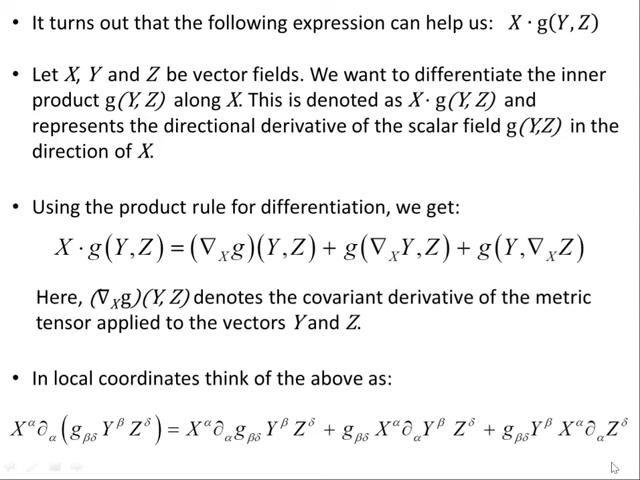 • It turns out that the following expression can help us: X · g(Y, Z)
• Let X, Y and Z be vector fields. We want to differentiate the inner
product g(Y, Z) along X. This is denoted as X · g(Y, Z) and
represents the directional derivative of the scalar field g(Y,Z) in the
direction of X.
• Using the product rule for differentiation, we get:
X · g(Y, Z) = (∇_X g)(Y, Z) + g(∇_X Y, Z) + g(Y, ∇_X Z)
Here, (∇_X g)(Y, Z) denotes the covariant derivative of the metric
tensor applied to the vectors Y and Z.
• In local coordinates think of the above as:
X^α ∂_α (g_βδ Y^β Z^δ) = X^α ∂_α g_βδ Y^β Z^δ + g_βδ X^α ∂_α Y^β Z^δ + g_βδ Y^β X^α ∂_α Z^δ